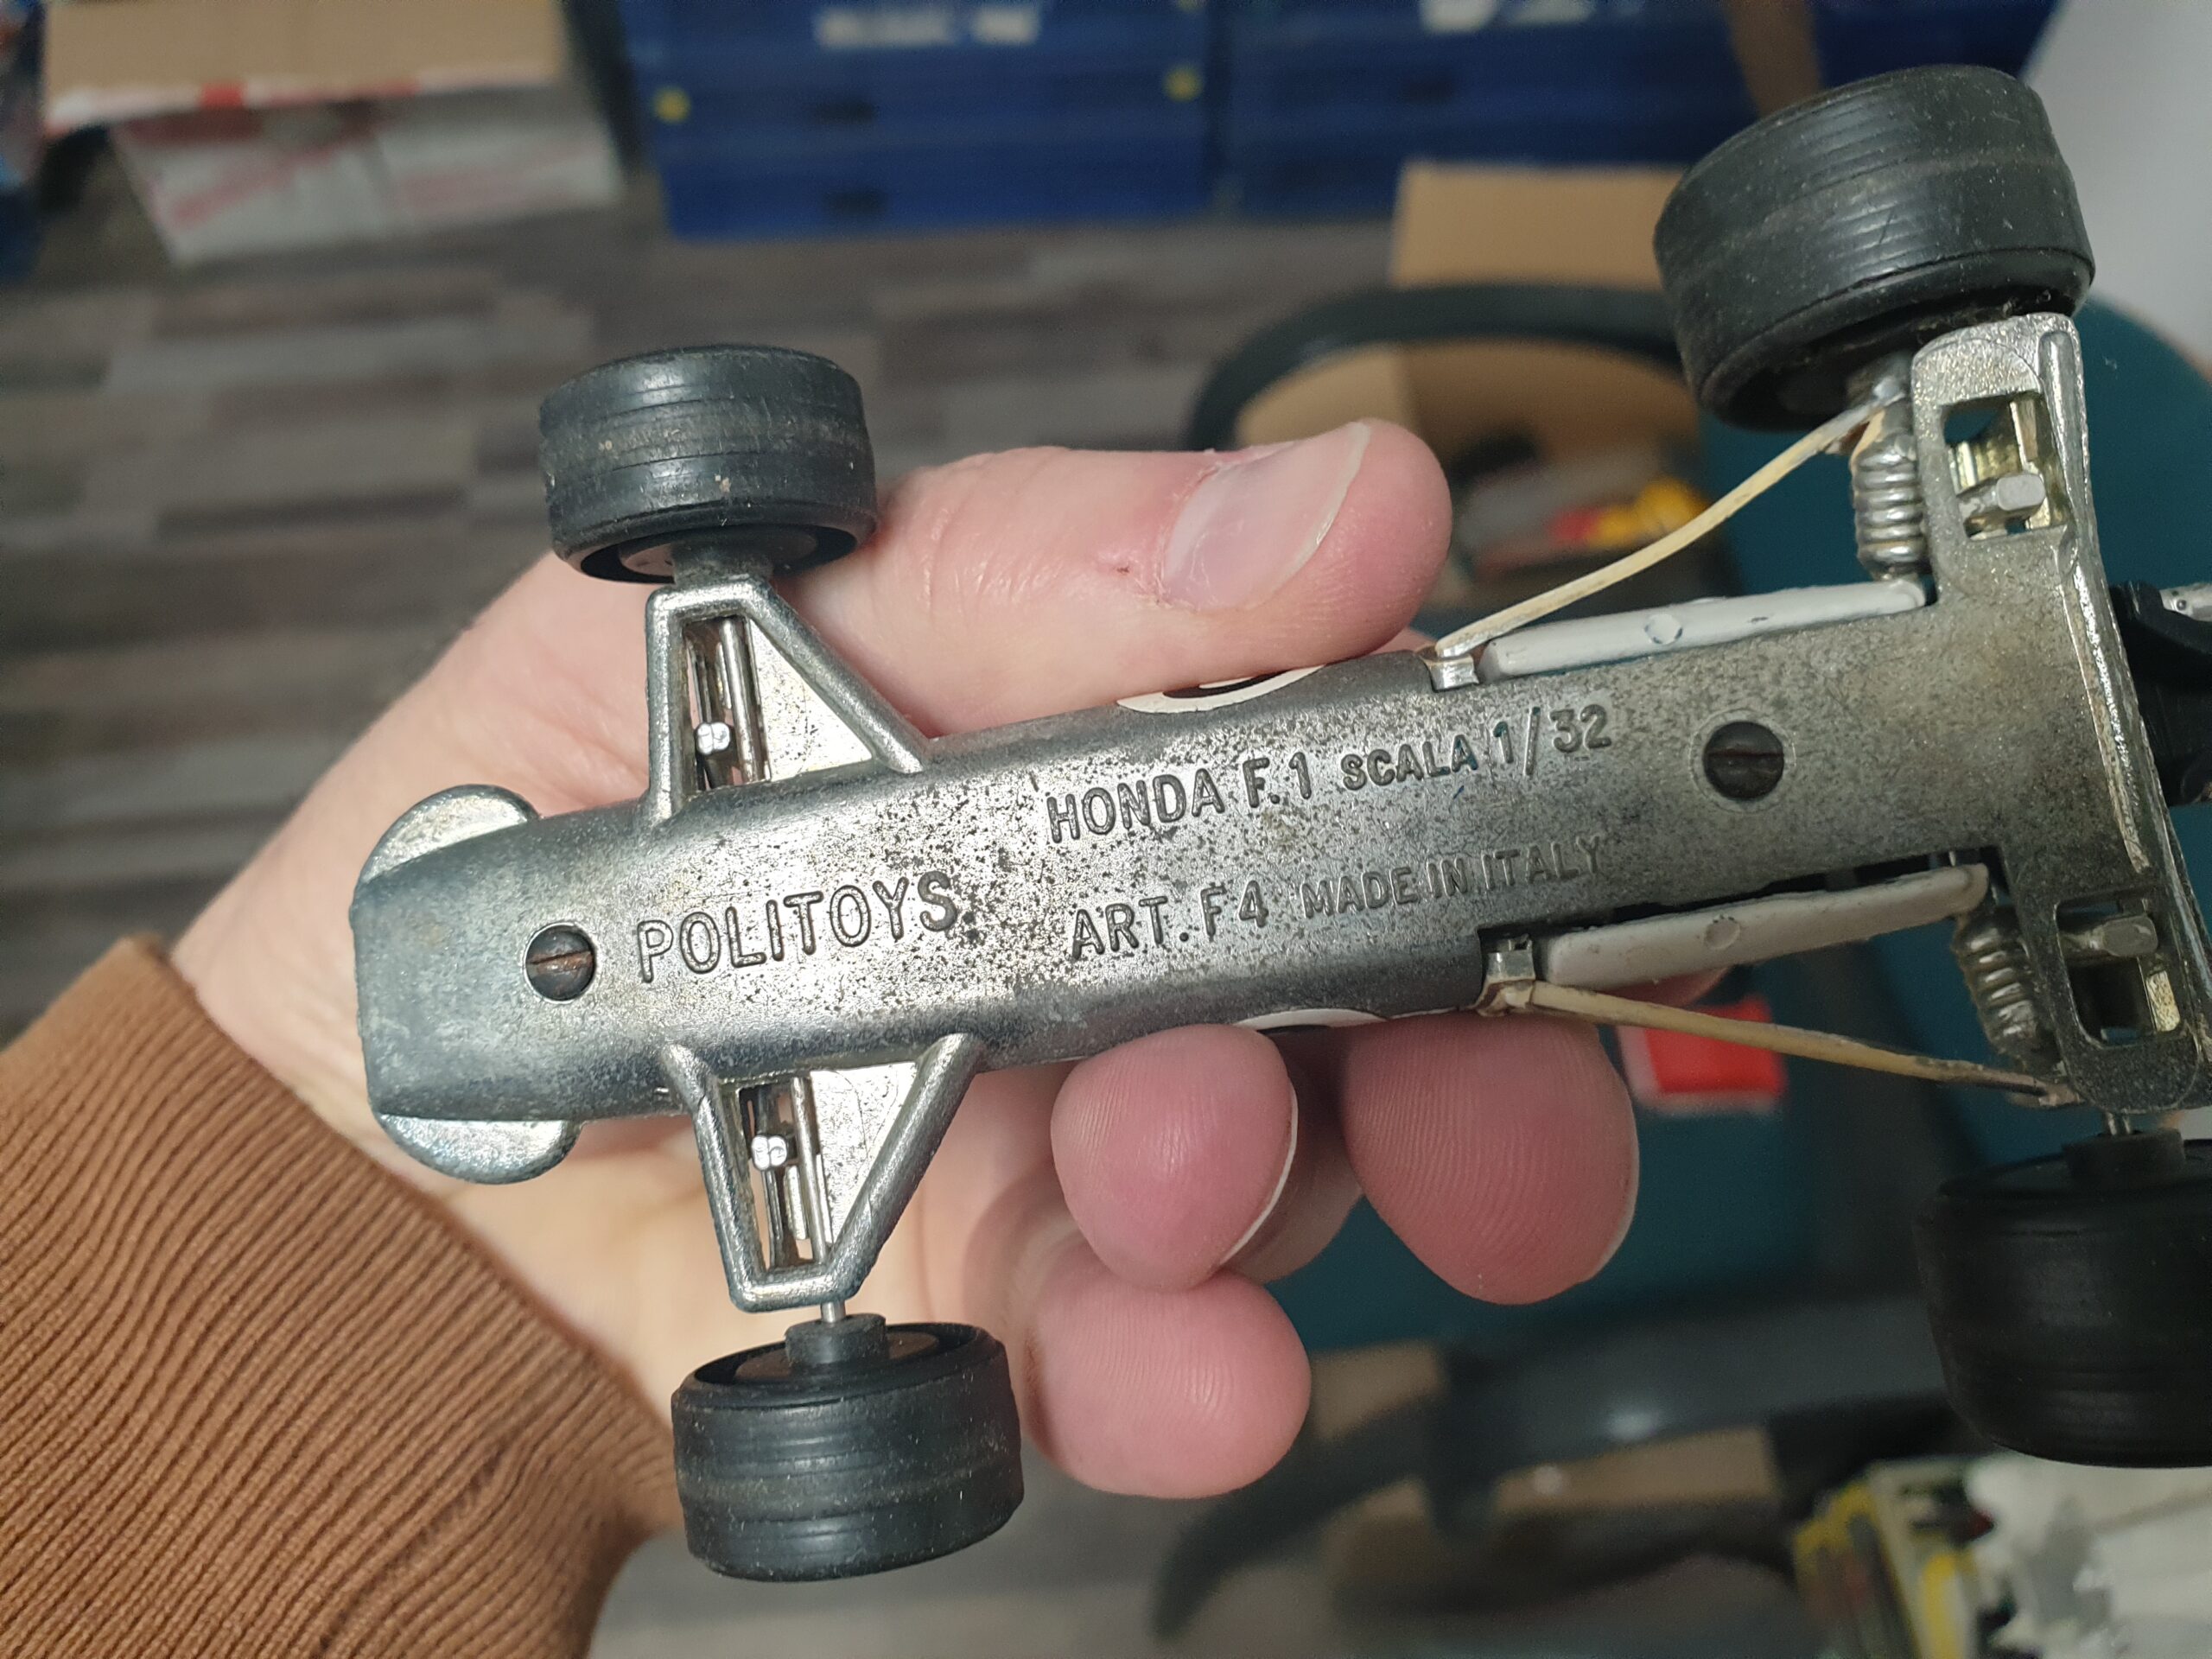 POLITOYS
HONDA F.1 SCALA 1/32
ART. F4 MADE IN ITALY